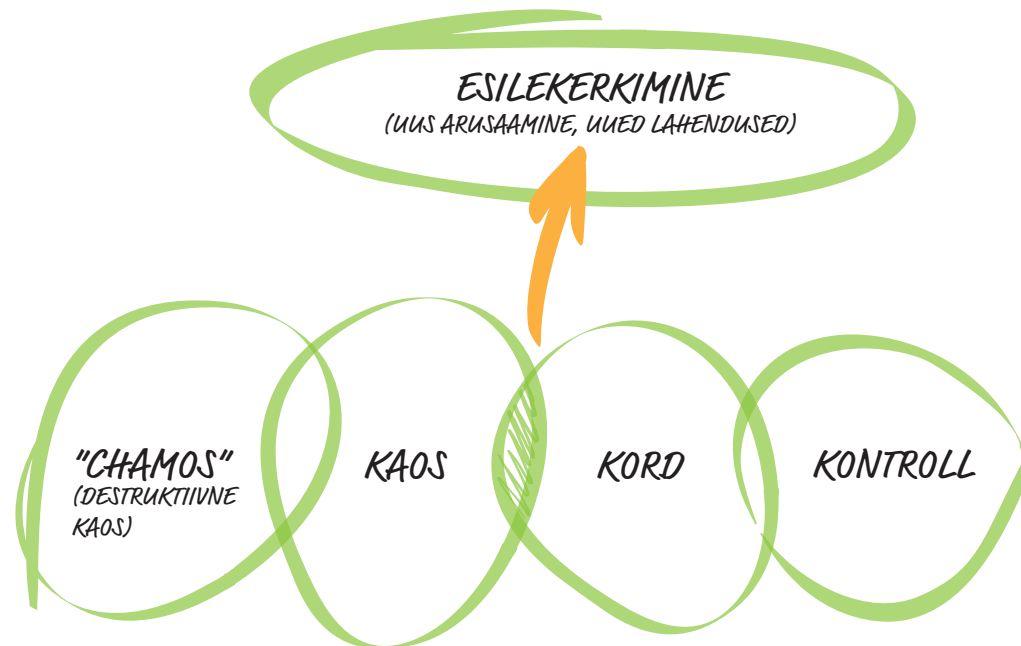 ESILEKERKIMINE
(UUS ARUSAAMINE, UUED LAHENDUSED)
"CHAMOS"
(DESTRUKTIIVNE
KAOS)
KAOS
KORD
KONTROLL